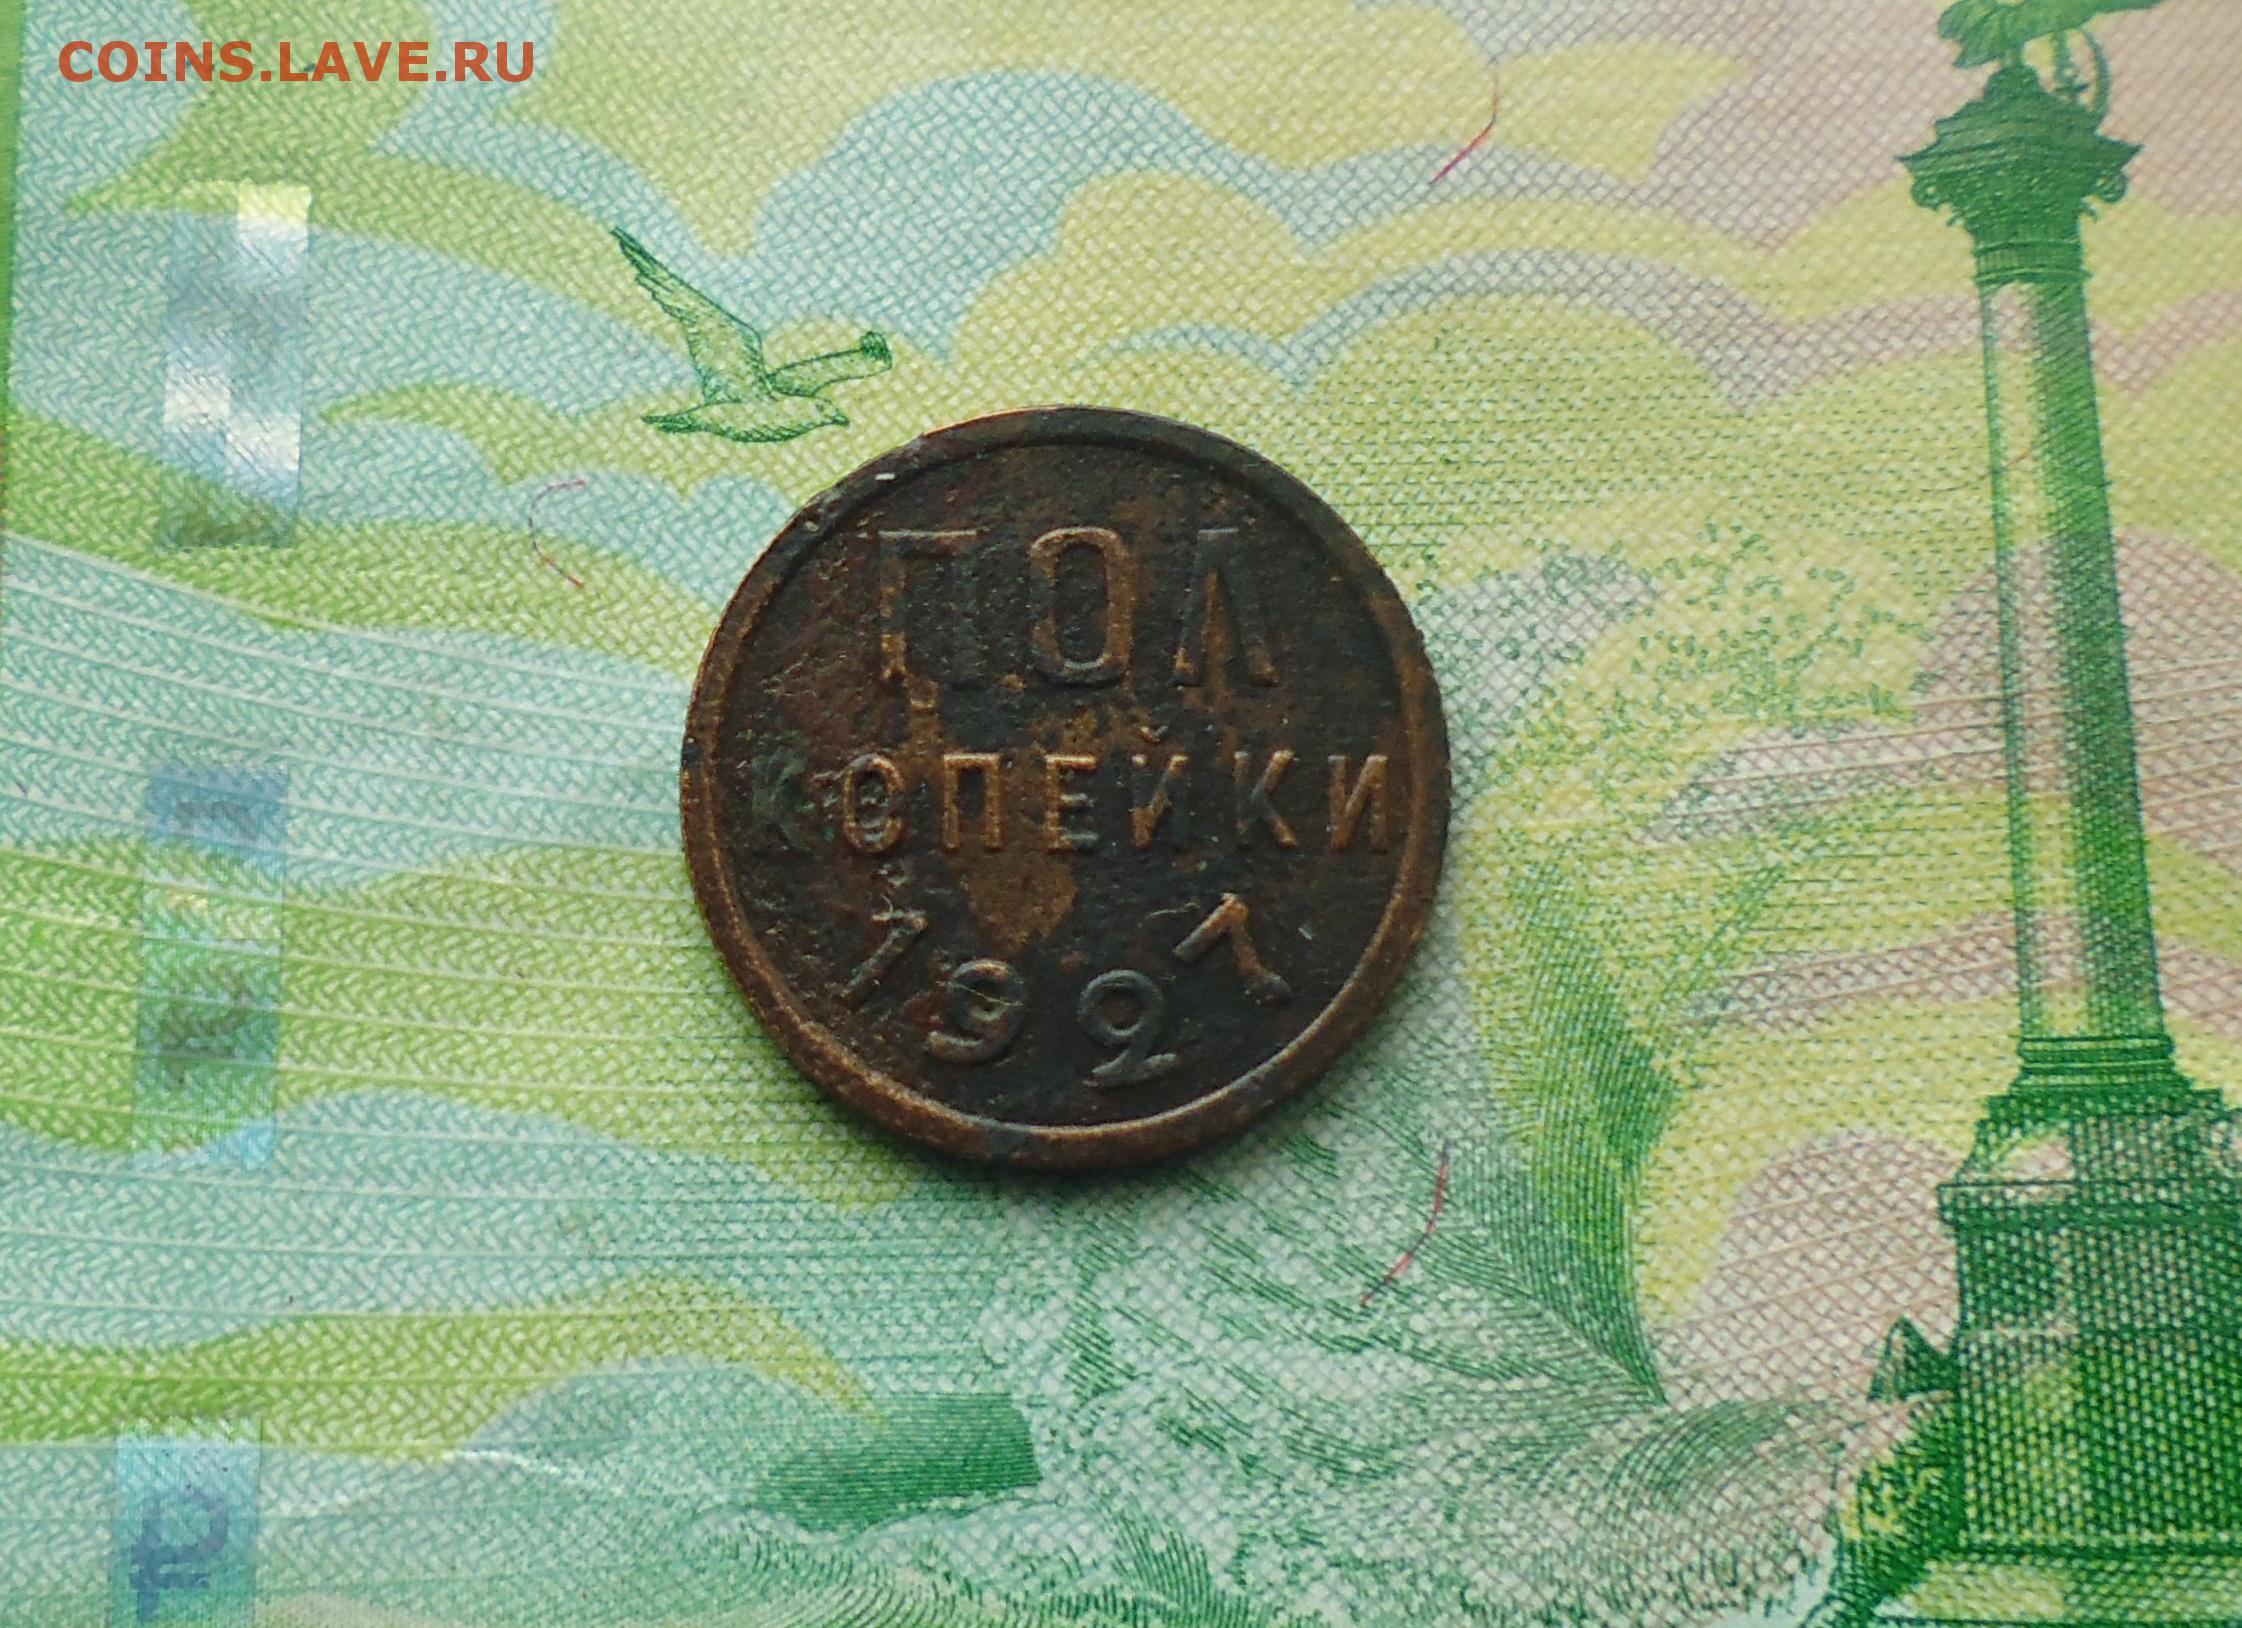 COINS.LAVE.RU
ПОЛ
КОПЕЙКИ
1927